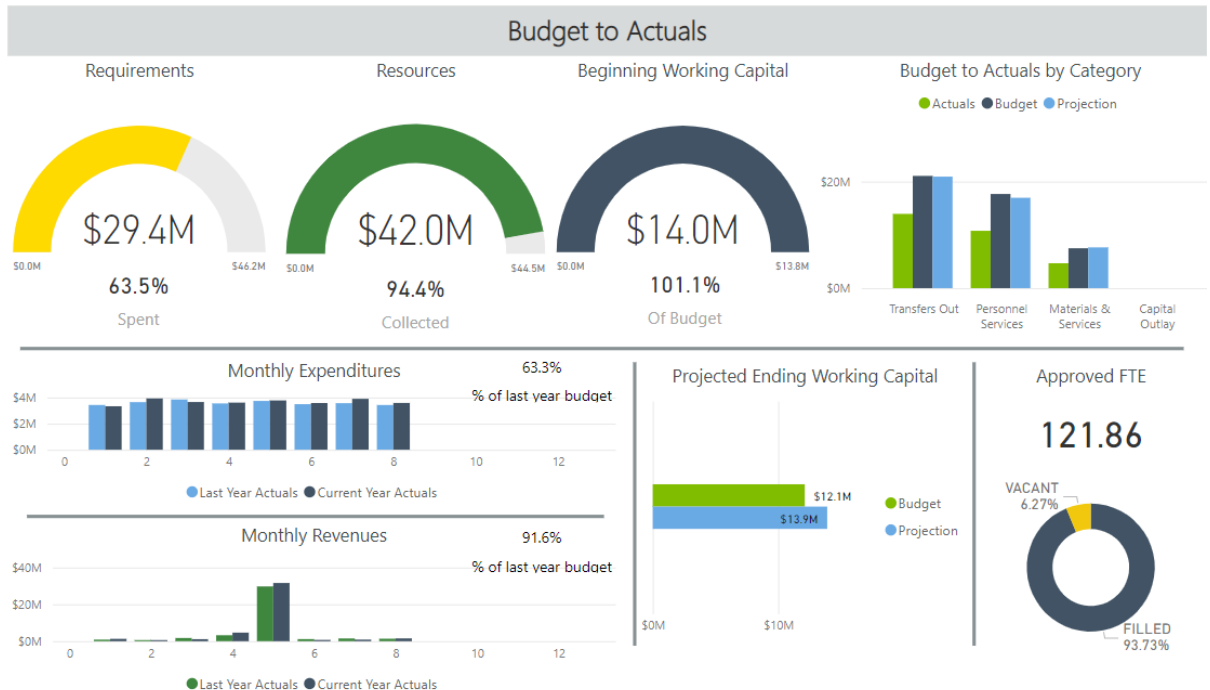 Budget to Actuals
Requirements
$29.4M
$0.0M
$46.2M
63.5%
Spent
Resources
$42.0M
$0.0M
$44.5M
94.4%
Collected
Beginning Working Capital
$14.0M
$0.0M
$13.8M
101.1%
Of Budget
Budget to Actuals by Category
Actuals Budget Projection
$20M
$0M
Transfers Out
Personnel
Services
Materials &
Services
Capital
Outlay
Monthly Expenditures
63.3%
% of last year budget
$4M
$2M
$0M
0 2 4 6 8 10 12
Last Year Actuals Current Year Actuals
Monthly Revenues
91.6%
% of last year budget
$40M
$20M
$0M
0 2 4 6 8 10 12
Last Year Actuals Current Year Actuals
Projected Ending Working Capital
$12.1M
$13.9M
Budget
Projection
$0M $10M
Approved FTE
121.86
VACANT
6.27%
FILLED
93.73%